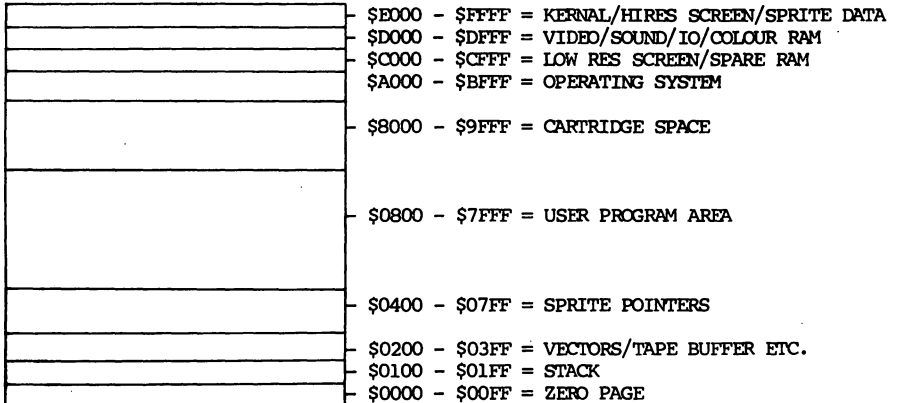 $E000 - $FFFF = KERNAL/HIRES SCREEN/SPRITE DATA
$D000 - $DFFF = VIDEO/SOUND/IO/COLOUR RAM
$C000 - $CFFF = LOW RES SCREEN/SPARE RAM
$A000 - $BFFF = OPERATING SYSTEM
$8000 - $9FFF = CARTRIDGE SPACE
$0800 - $7FFF = USER PROGRAM AREA
$0400 - $07FF = SPRITE POINTERS
$0200 - $03FF = VECTORS/TAPE BUFFER ETC.
$0100 - $01FF = STACK
$0000 - $00FF = ZERO PAGE